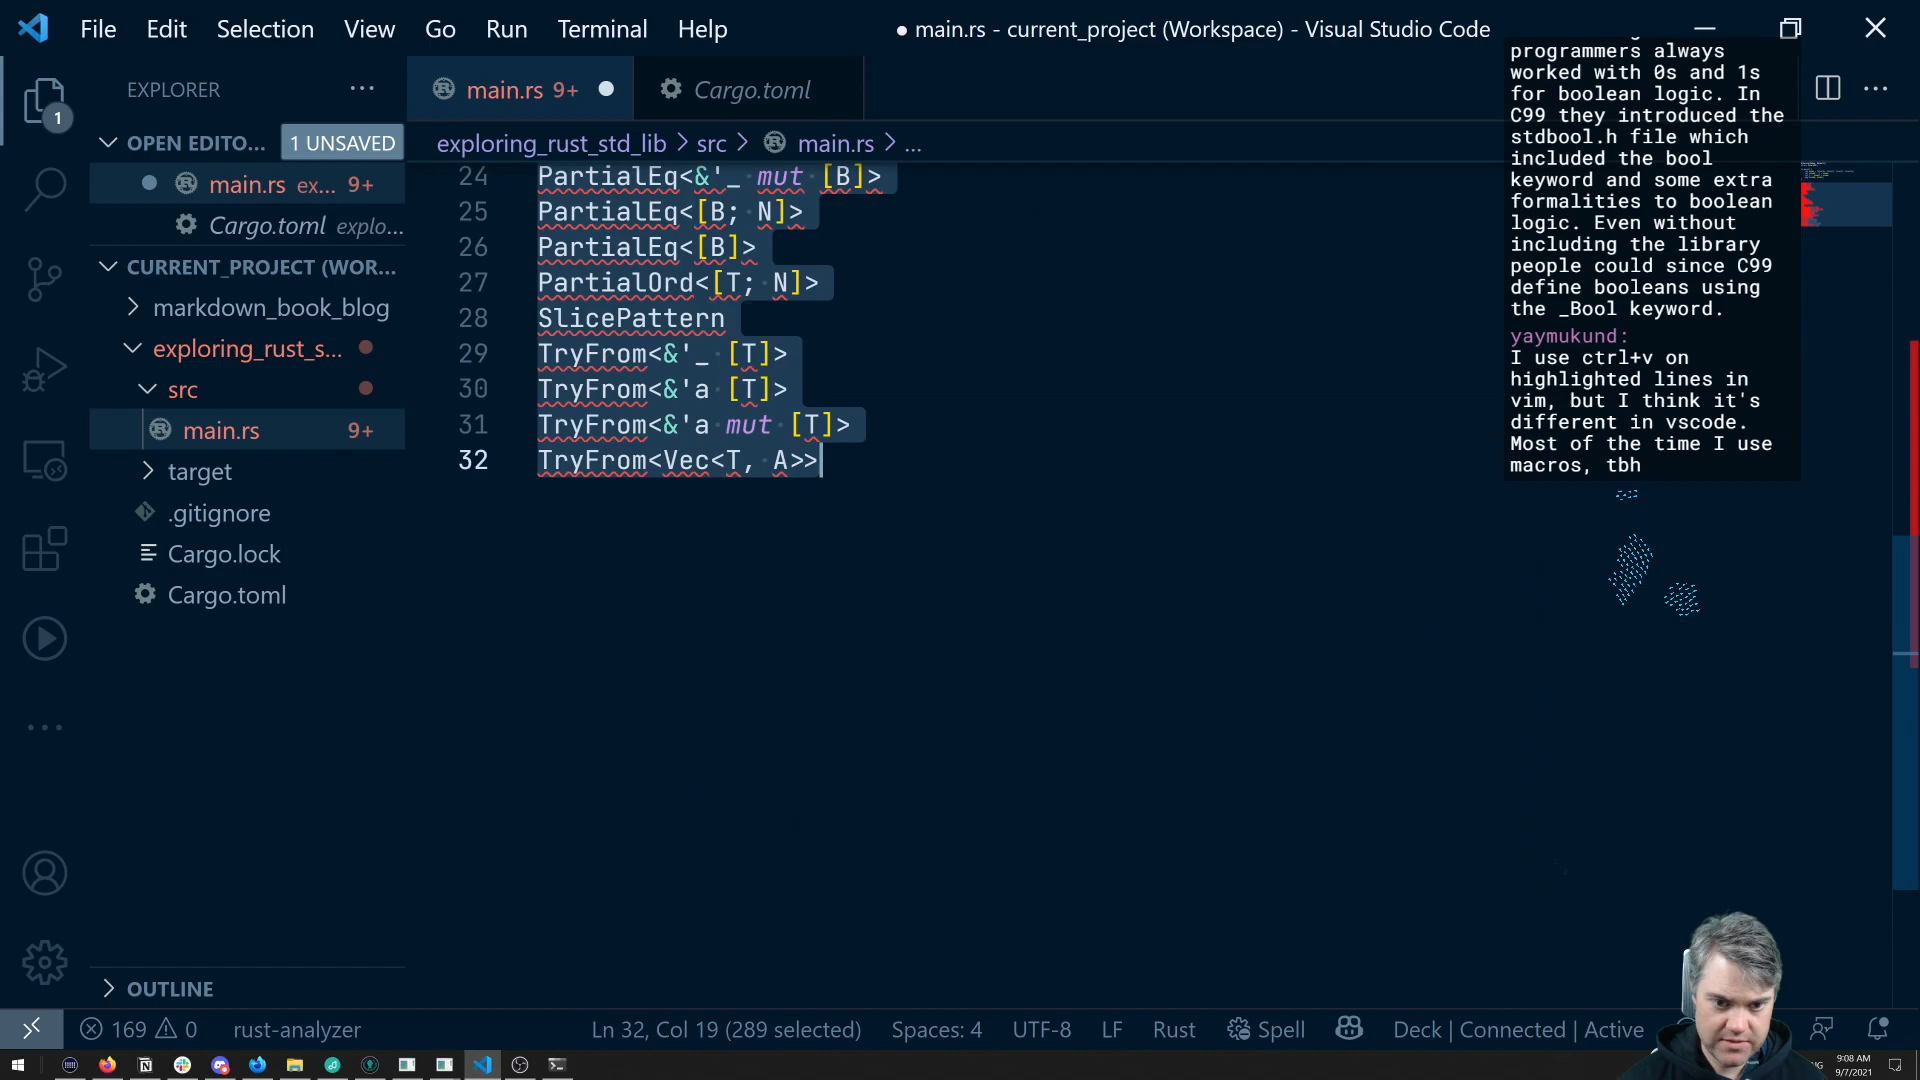 File Edit Selection View Go Run Terminal Help
● main.rs - current_project (Workspace) - Visual Studio Code
EXPLORER
OPEN EDITO... 1 UNSAVED
main.rs ex... 9+
Cargo.toml explo...
CURRENT_PROJECT (WOR...
markdown_book_blog
exploring_rust_s...
src
main.rs 9+
target
.gitignore
Cargo.lock
Cargo.toml
OUTLINE
1
main.rs 9+
Cargo.toml
exploring_rust_std_lib > src > main.rs > ...
24 PartialEq<&'_ mut [B]>
25 PartialEq<[B; N]>
26 PartialEq<[B]>
27 PartialOrd<[T; N]>
28 SlicePattern
29 TryFrom<&'_ [T]>
30 TryFrom<&'a [T]>
31 TryFrom<&'a mut [T]>
32 TryFrom<Vec<T, A>>
programmers always
worked with 0s and 1s
for boolean logic. In
C99 they introduced the
stdbool.h file which
included the bool
keyword and some extra
formalities to boolean
logic. Even without
including the library
people could since C99
define booleans using
the _Bool keyword.
yaymukund:
I use ctrl+v on
highlighted lines in
vim, but I think it's
different in vscode.
Most of the time I use
macros, tbh
169 0 rust-analyzer
Ln 32, Col 19 (289 selected) Spaces: 4 UTF-8 LF Rust Spell Deck | Connected | Active
9:08 AM
9/7/2021